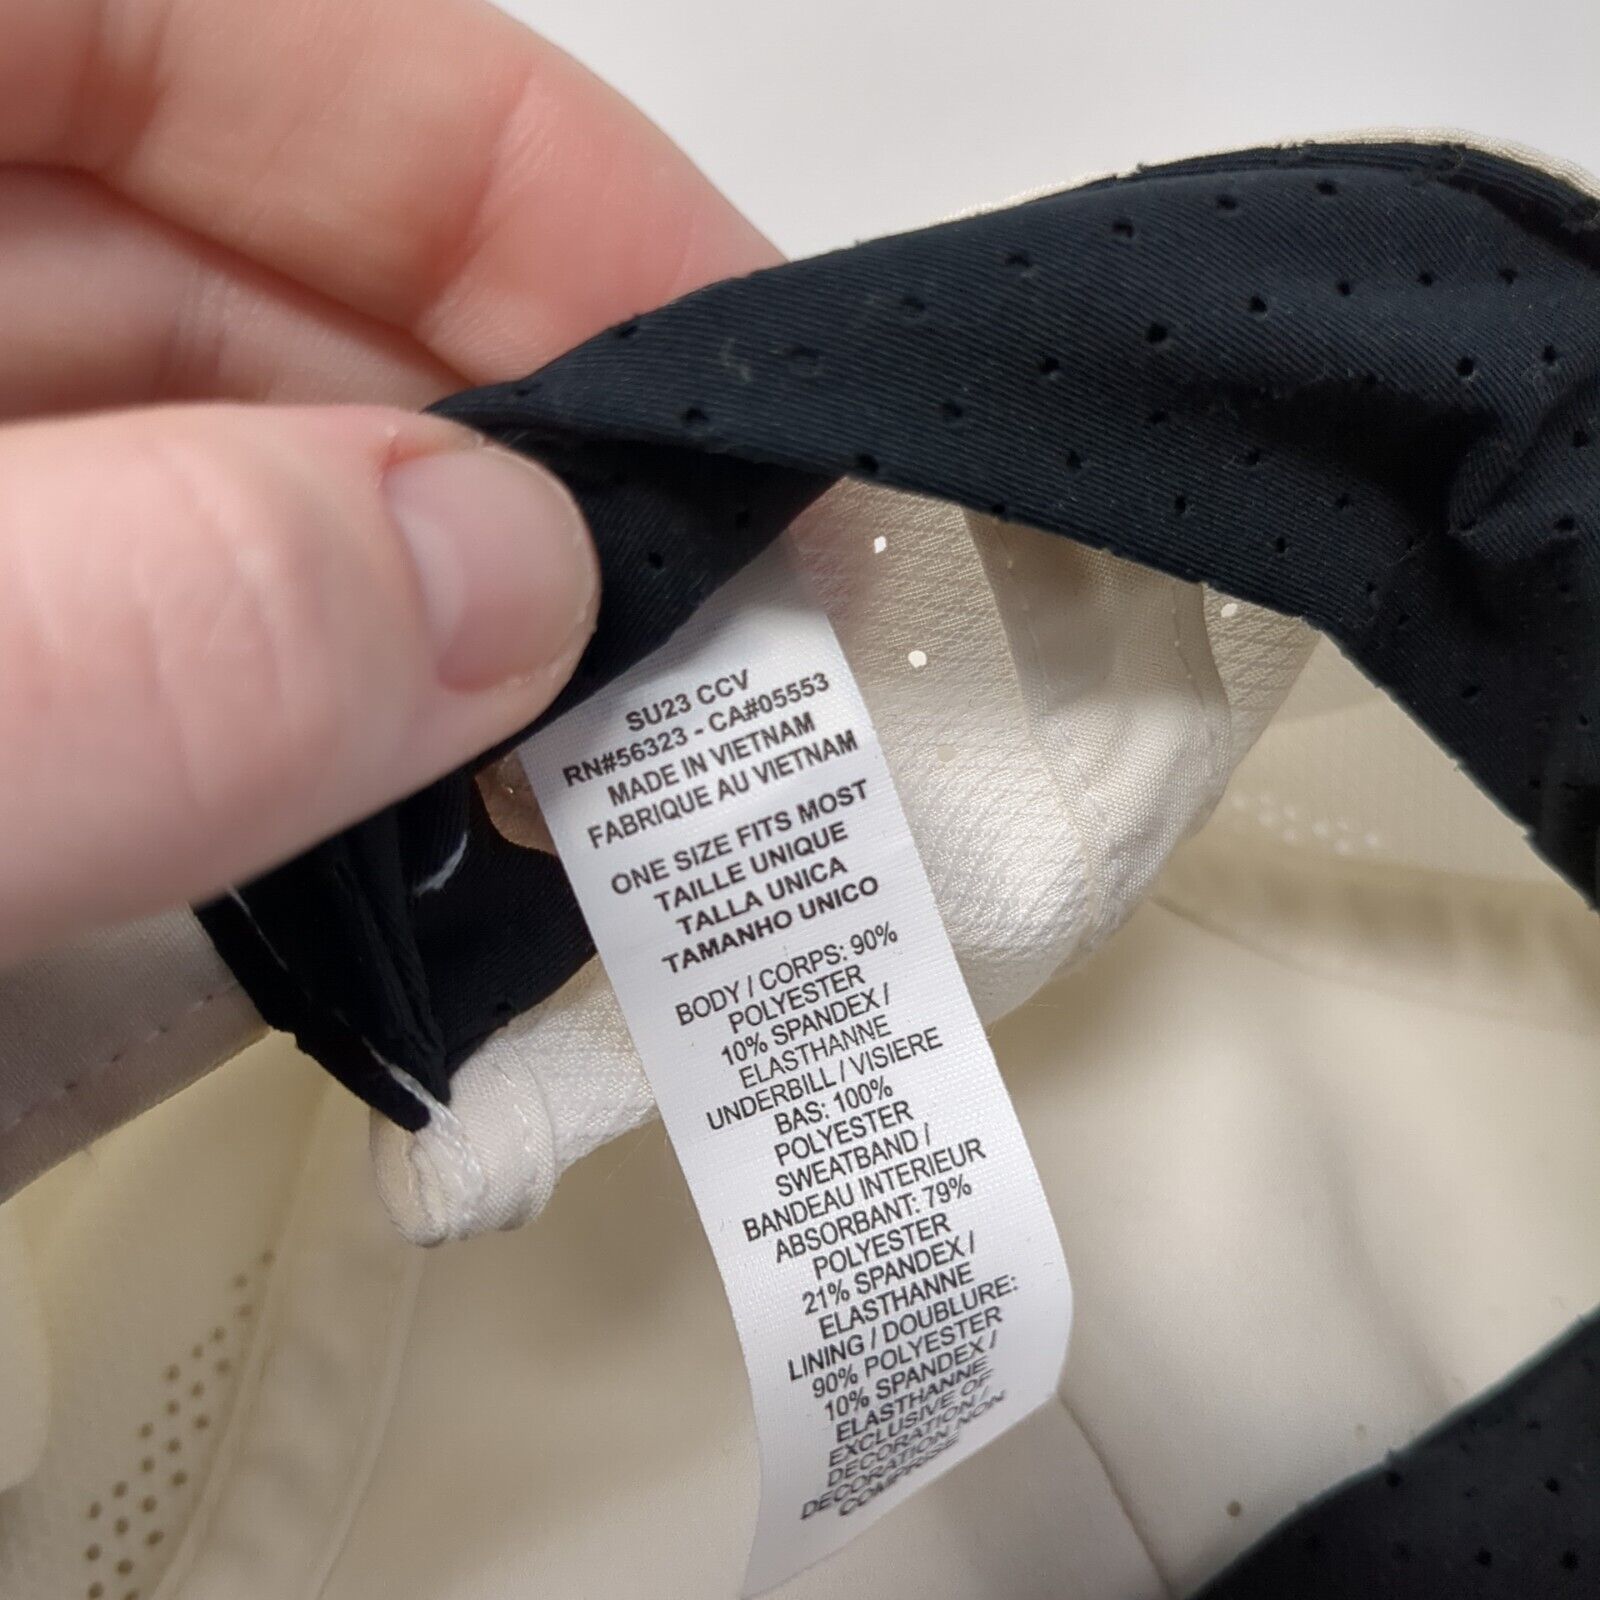 SU23 CCV
RN#56323 - CA#05553
MADE IN VIETNAM
FABRIQUE AU VIETNAM
ONE SIZE FITS MOST
TAILLE UNIQUE
TALLA UNICA
TAMANHO UNICO
BODY / CORPS: 90%
POLYESTER
10% SPANDEX /
ELASTHANNE
UNDERBILL / VISIERE
BAS: 100%
POLYESTER
SWEATBAND /
BANDEAU INTERIEUR
ABSORBANT: 79%
POLYESTER
21% SPANDEX /
ELASTHANNE
LINING / DOUBLURE:
90% POLYESTER
10% SPANDEX /
ELASTHANNE
EXCLUSIVE OF
DECORATION /
DECORATION NON
COMPRISE